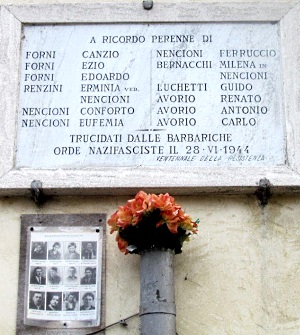 A RICORDO PERENNE DI
FORNI CANZIO NENCIONI FERRUCCIO
FORNI EZIO BERNACCHI MILENA IN
FORNI EDOARDO NENCIONI
RENZINI ERMINIA VED. LUCHETTI GUIDO
NENCIONI AVORIO RENATO
NENCIONI CONFORTO AVORIO ANTONIO
NENCIONI EUFEMIA AVORIO CARLO
TRUCIDATI DALLE BARBARICHE
ORDE NAZIFASCISTE IL 28-VI-1944
VENTENNALE DELLA RESISTENZA